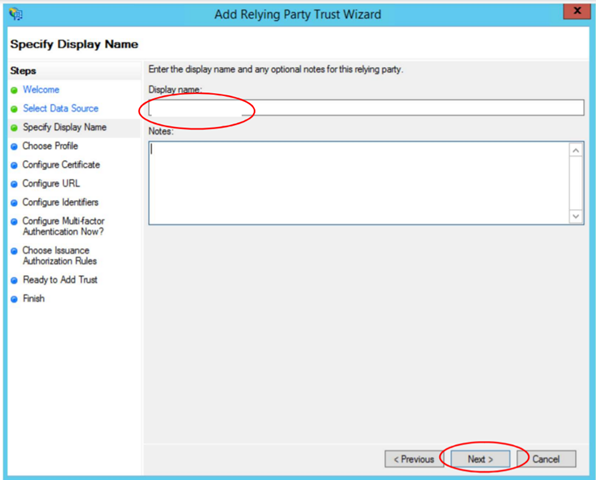 Add Relying Party Trust Wizard
x
Specify Display Name
Steps
Welcome
Select Data Source
Specify Display Name
Choose Profile
Configure Certificate
Configure URL
Configure Identifiers
Configure Multi-factor
Authentication Now?
Choose Issuance
Authorization Rules
Ready to Add Trust
Finish
Enter the display name and any optional notes for this relying party.
Display name:
Notes:
< Previous
Next >
Cancel